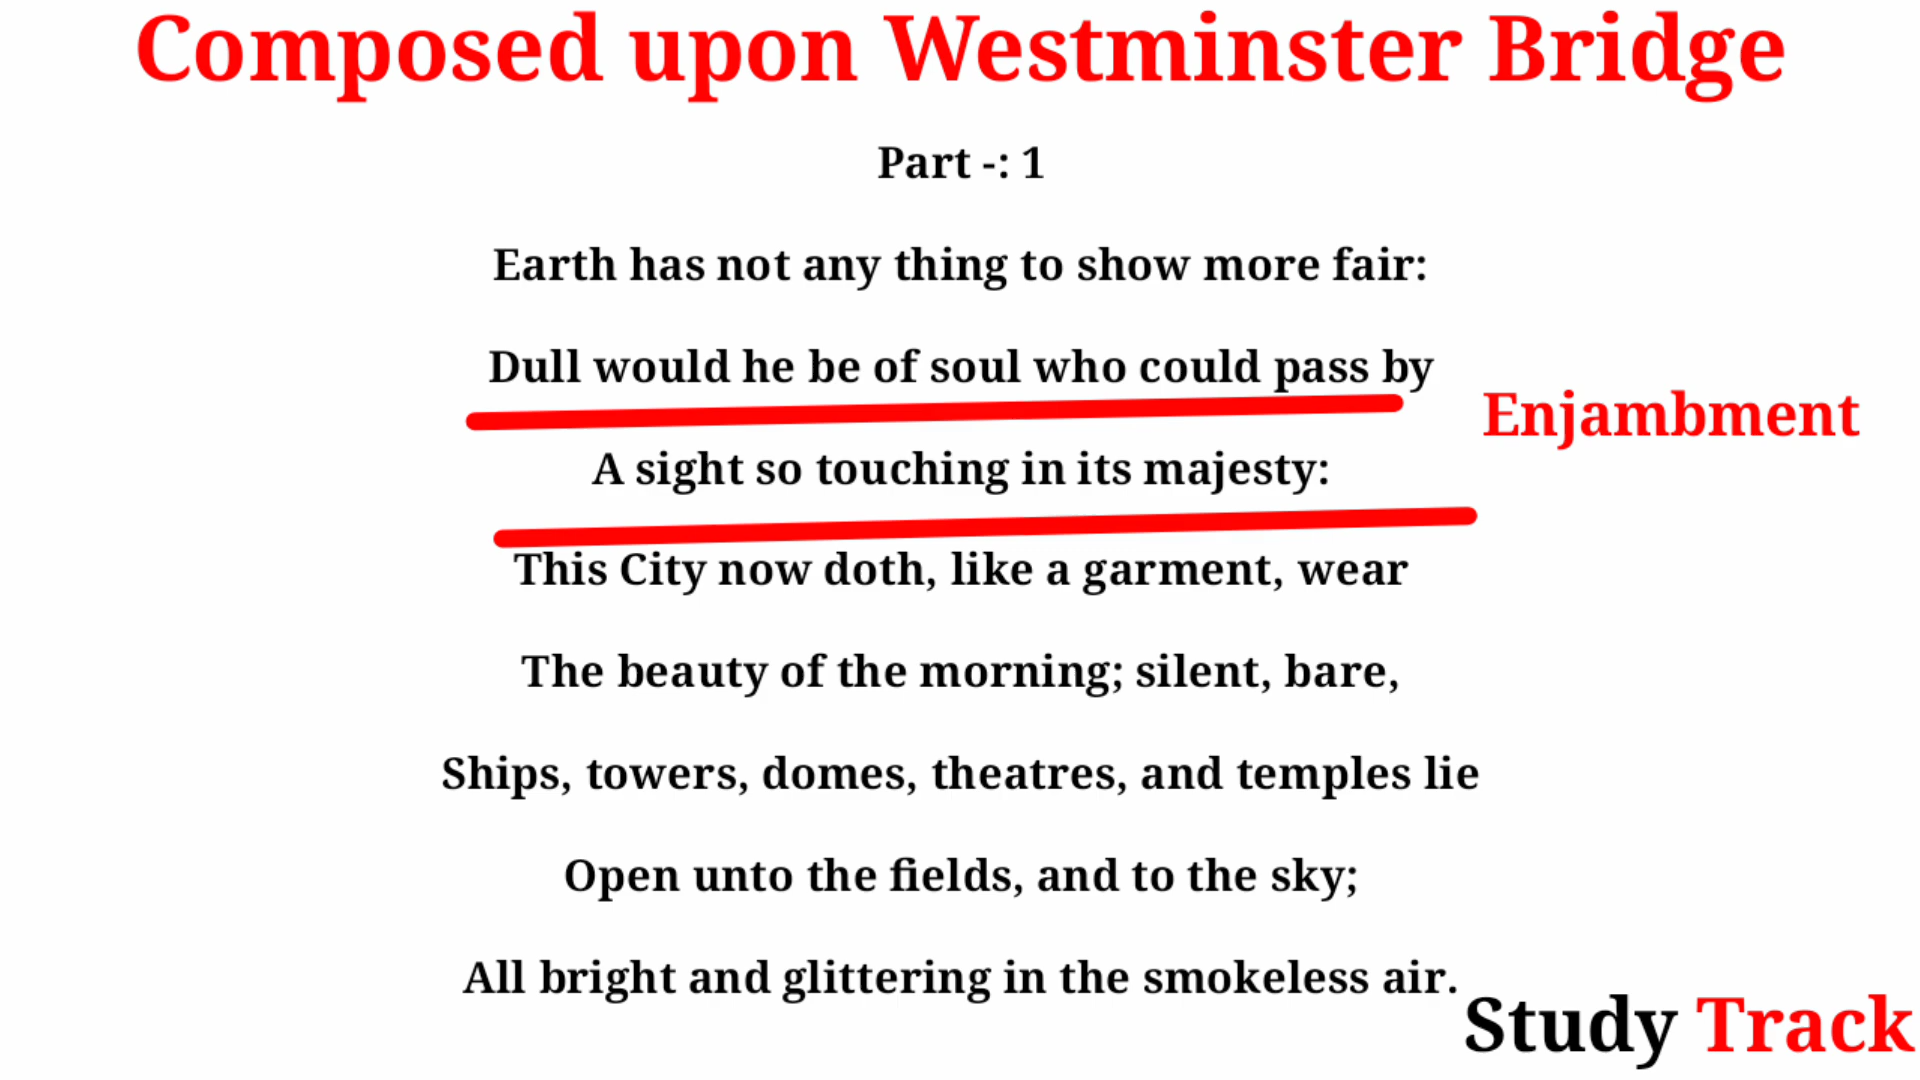 Composed upon Westminster Bridge
Part -: 1
Earth has not any thing to show more fair:
Dull would he be of soul who could pass by
Enjambment
A sight so touching in its majesty:
This City now doth, like a garment, wear
The beauty of the morning; silent, bare,
Ships, towers, domes, theatres, and temples lie
Open unto the fields, and to the sky;
All bright and glittering in the smokeless air.
Study Track